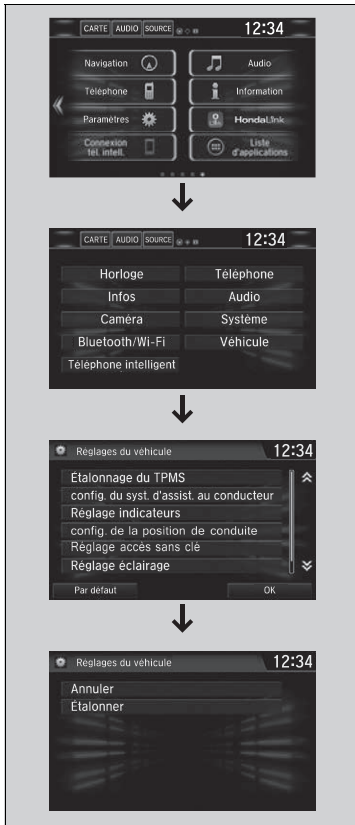 CARTE AUDIO SOURCE 12:34
Navigation Audio
Téléphone Information
Paramètres HondaLink
Connexion
tél. intell.
Liste
d'applications
CARTE AUDIO SOURCE 12:34
Horloge Téléphone
Infos Audio
Caméra Système
Bluetooth/Wi-Fi Véhicule
Téléphone intelligent
Réglages du véhicule 12:34
Étalonnage du TPMS
config. du syst. d'assist. au conducteur
Réglage indicateurs
config. de la position de conduite
Réglage accès sans clé
Réglage éclairage
Par défaut OK
Réglages du véhicule 12:34
Annuler
Étalonner